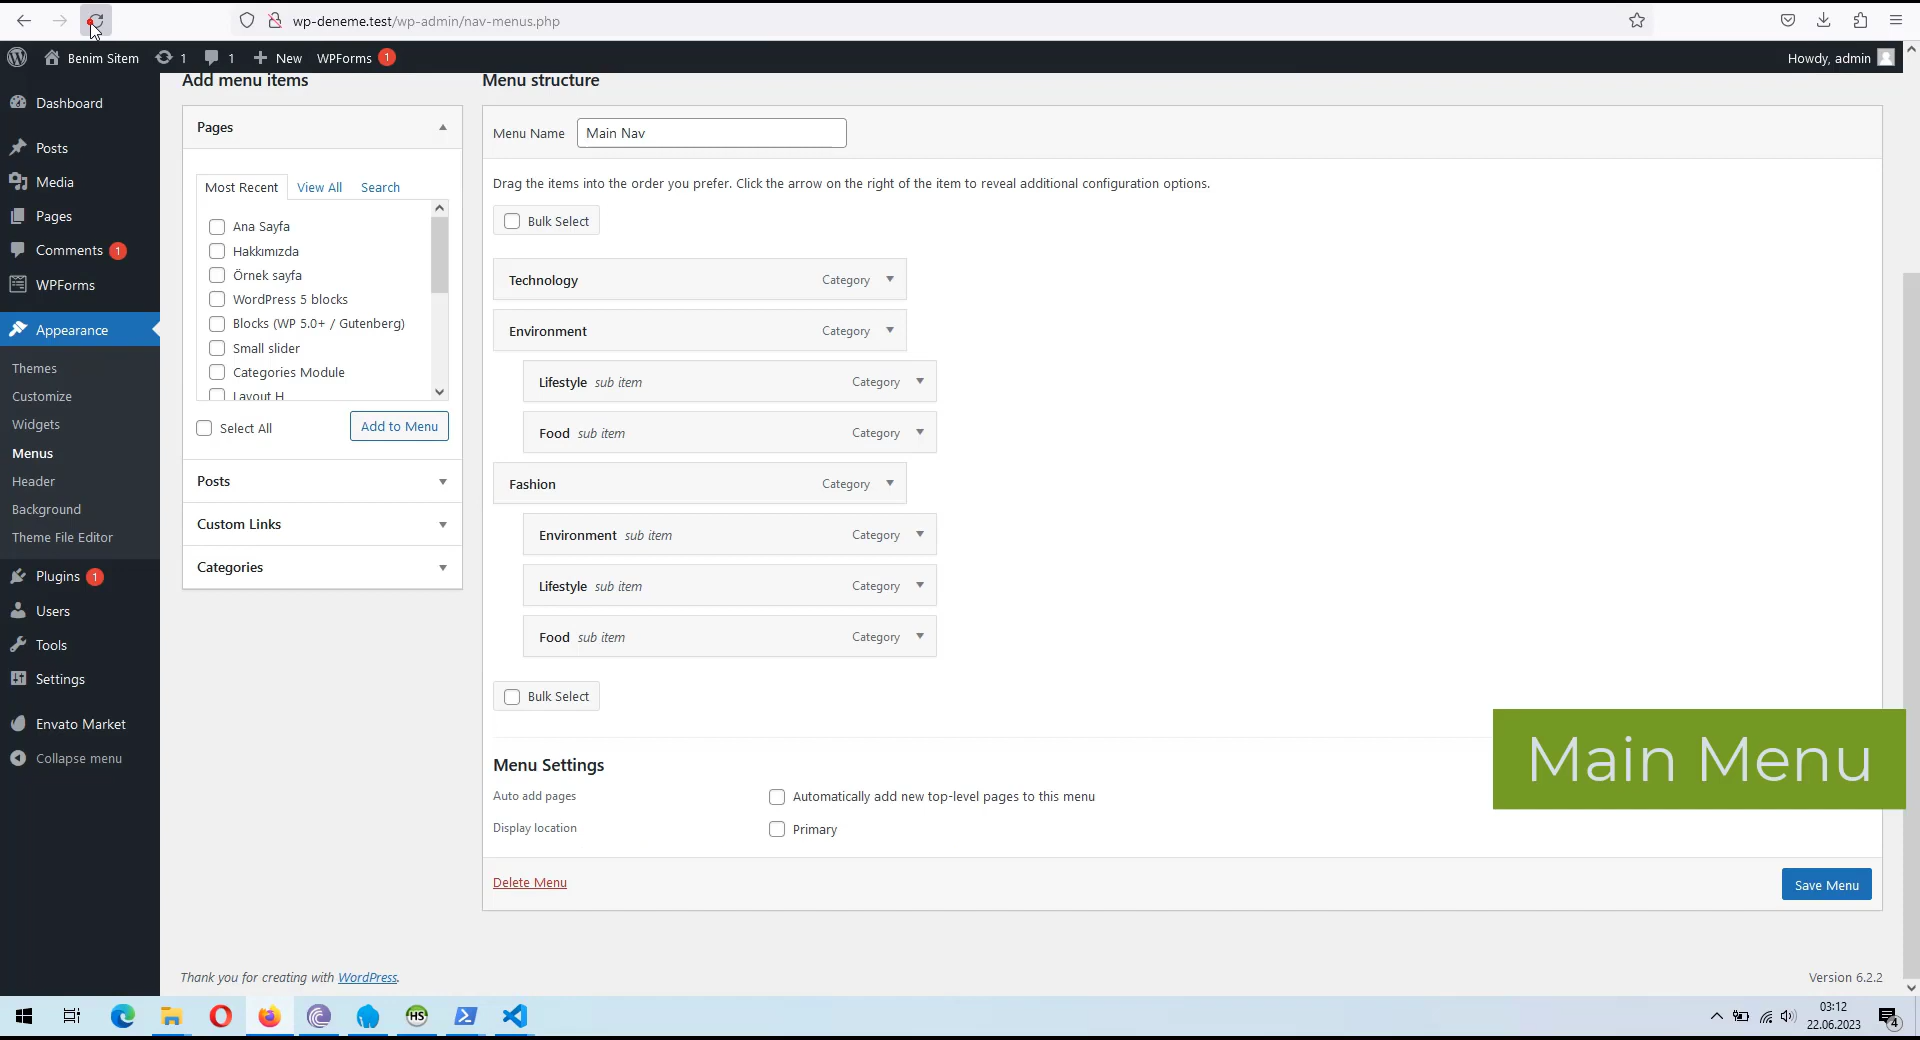 wp-deneme.test/wp-admin/nav-menus.php
Benim Sitem
1
1
New
WPForms 1
Howdy, admin
Dashboard
Posts
Media
Pages
Comments 1
WPForms
Appearance
Themes
Customize
Widgets
Menus
Header
Background
Theme File Editor
Plugins 1
Users
Tools
Settings
Envato Market
Collapse menu
Add menu items
Pages
Most Recent View All Search
Ana Sayfa
Hakkımızda
Örnek sayfa
WordPress 5 blocks
Blocks (WP 5.0+ / Gutenberg)
Small slider
Categories Module
Layout H
Select All Add to Menu
Posts
Custom Links
Categories
Menu structure
Menu Name Main Nav
Drag the items into the order you prefer. Click the arrow on the right of the item to reveal additional configuration options.
Bulk Select
Technology Category
Environment Category
Lifestyle sub item Category
Food sub item Category
Fashion Category
Environment sub item Category
Lifestyle sub item Category
Food sub item Category
Bulk Select
Menu Settings
Auto add pages Automatically add new top-level pages to this menu
Display location Primary
Main Menu
Delete Menu Save Menu
Thank you for creating with WordPress. Version 6.2.2
HS
03:12
22.06.2023
4